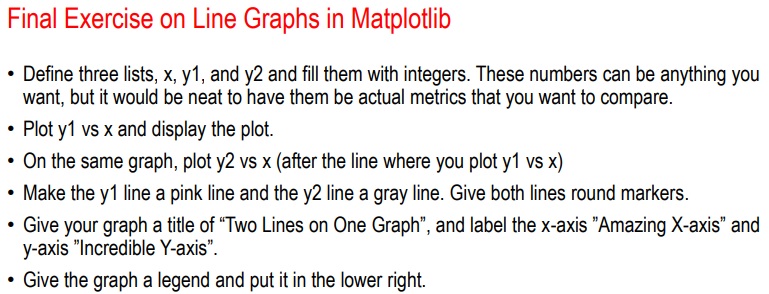 Final Exercise on Line Graphs in Matplotlib
• Define three lists, x, y1, and y2 and fill them with integers. These numbers can be anything you
want, but it would be neat to have them be actual metrics that you want to compare.
• Plot y1 vs x and display the plot.
• On the same graph, plot y2 vs x (after the line where you plot y1 vs x)
• Make the y1 line a pink line and the y2 line a gray line. Give both lines round markers.
• Give your graph a title of “Two Lines on One Graph”, and label the x-axis ”Amazing X-axis” and
y-axis ”Incredible Y-axis”.
• Give the graph a legend and put it in the lower right.